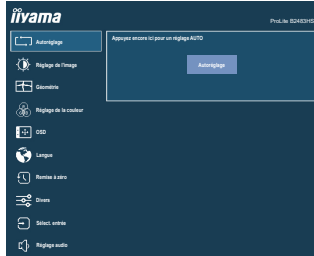 iiyama
ProLite B2483HS
Autoréglage
Appuyez encore ici pour un réglage AUTO
Autoréglage
Réglage de l'image
Géométrie
Réglage de la couleur
OSD
Langue
Remise à zéro
Divers
Sélect. entrée
Réglage audio